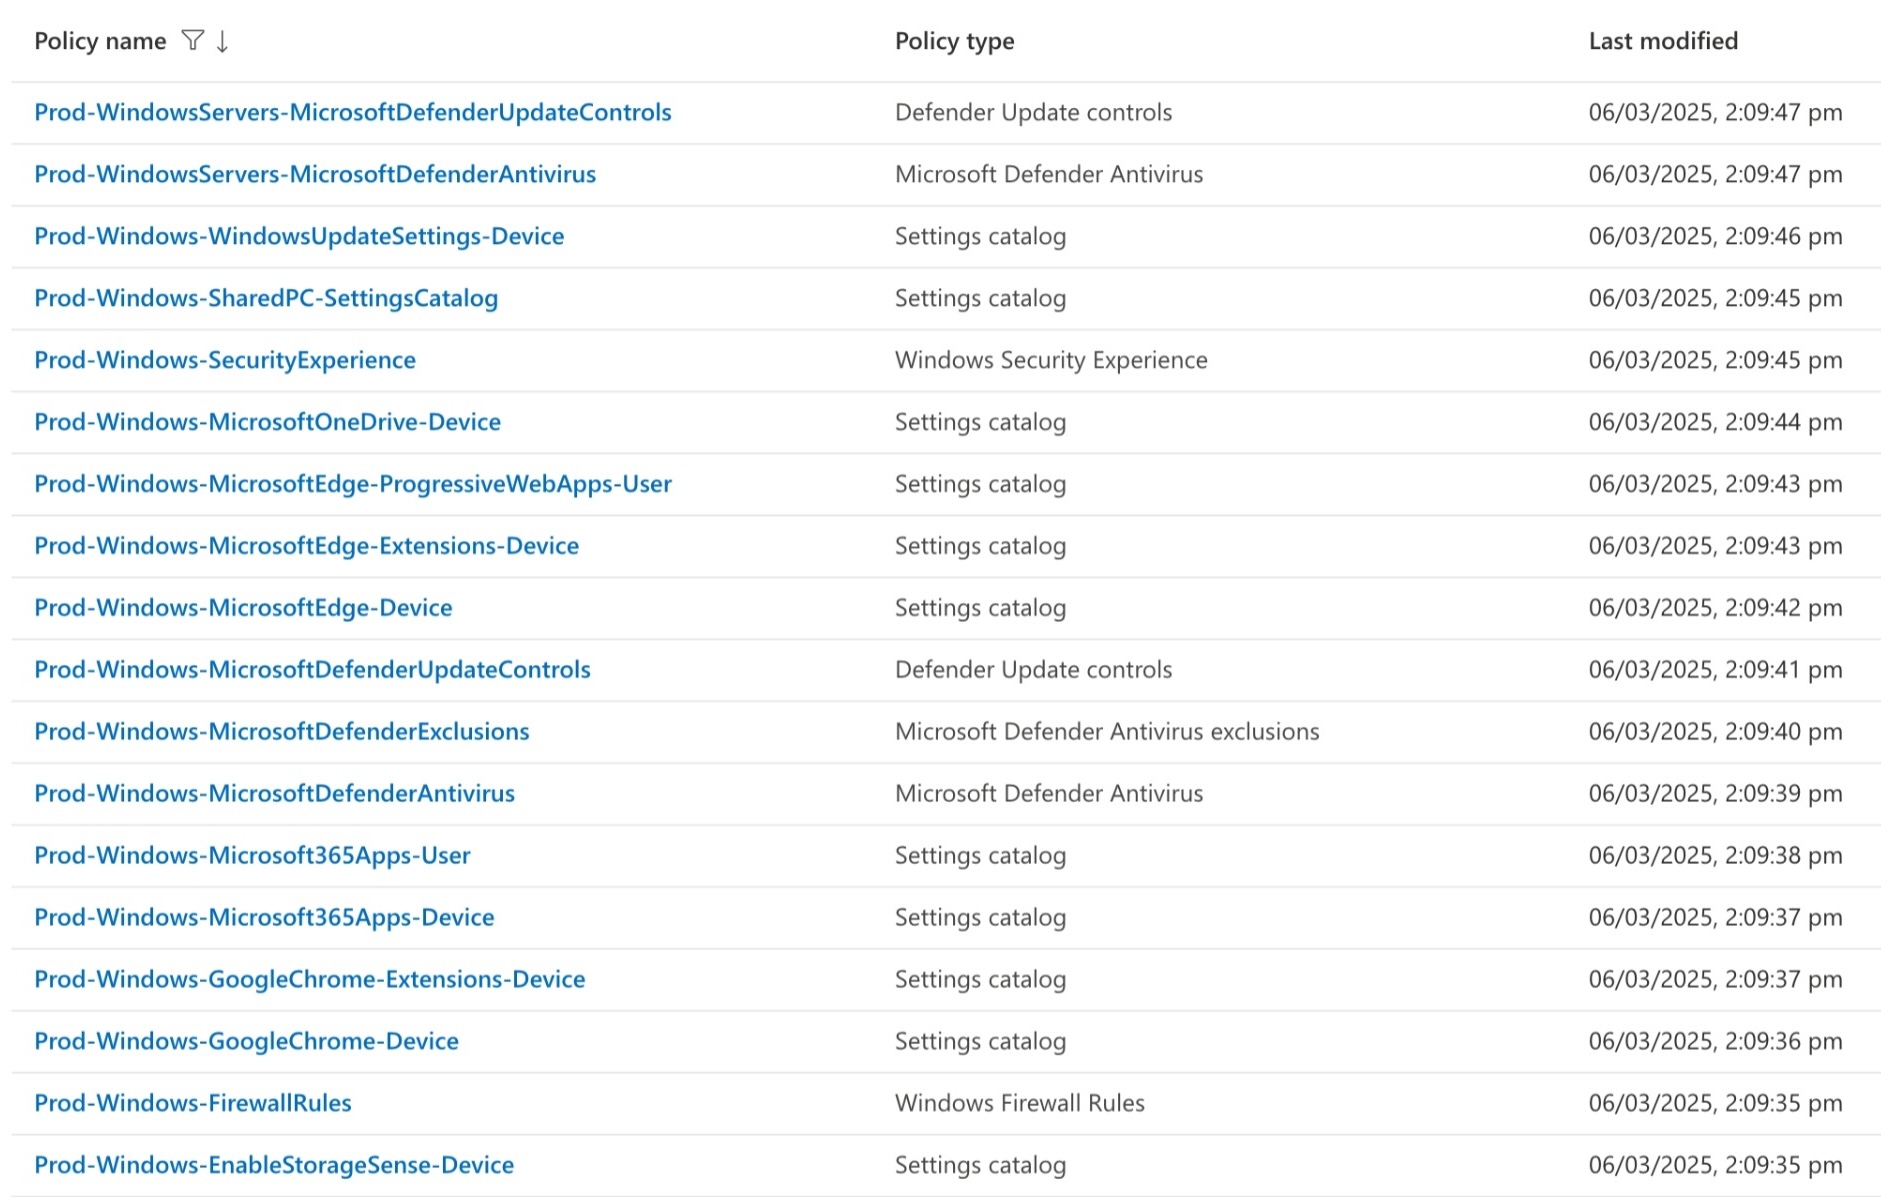 Policy name Policy type Last modified
Prod-WindowsServers-MicrosoftDefenderUpdateControls Defender Update controls 06/03/2025, 2:09:47 pm
Prod-WindowsServers-MicrosoftDefenderAntivirus Microsoft Defender Antivirus 06/03/2025, 2:09:47 pm
Prod-Windows-WindowsUpdateSettings-Device Settings catalog 06/03/2025, 2:09:46 pm
Prod-Windows-SharedPC-SettingsCatalog Settings catalog 06/03/2025, 2:09:45 pm
Prod-Windows-SecurityExperience Windows Security Experience 06/03/2025, 2:09:45 pm
Prod-Windows-MicrosoftOneDrive-Device Settings catalog 06/03/2025, 2:09:44 pm
Prod-Windows-MicrosoftEdge-ProgressiveWebApps-User Settings catalog 06/03/2025, 2:09:43 pm
Prod-Windows-MicrosoftEdge-Extensions-Device Settings catalog 06/03/2025, 2:09:43 pm
Prod-Windows-MicrosoftEdge-Device Settings catalog 06/03/2025, 2:09:42 pm
Prod-Windows-MicrosoftDefenderUpdateControls Defender Update controls 06/03/2025, 2:09:41 pm
Prod-Windows-MicrosoftDefenderExclusions Microsoft Defender Antivirus exclusions 06/03/2025, 2:09:40 pm
Prod-Windows-MicrosoftDefenderAntivirus Microsoft Defender Antivirus 06/03/2025, 2:09:39 pm
Prod-Windows-Microsoft365Apps-User Settings catalog 06/03/2025, 2:09:38 pm
Prod-Windows-Microsoft365Apps-Device Settings catalog 06/03/2025, 2:09:37 pm
Prod-Windows-GoogleChrome-Extensions-Device Settings catalog 06/03/2025, 2:09:37 pm
Prod-Windows-GoogleChrome-Device Settings catalog 06/03/2025, 2:09:36 pm
Prod-Windows-FirewallRules Windows Firewall Rules 06/03/2025, 2:09:35 pm
Prod-Windows-EnableStorageSense-Device Settings catalog 06/03/2025, 2:09:35 pm